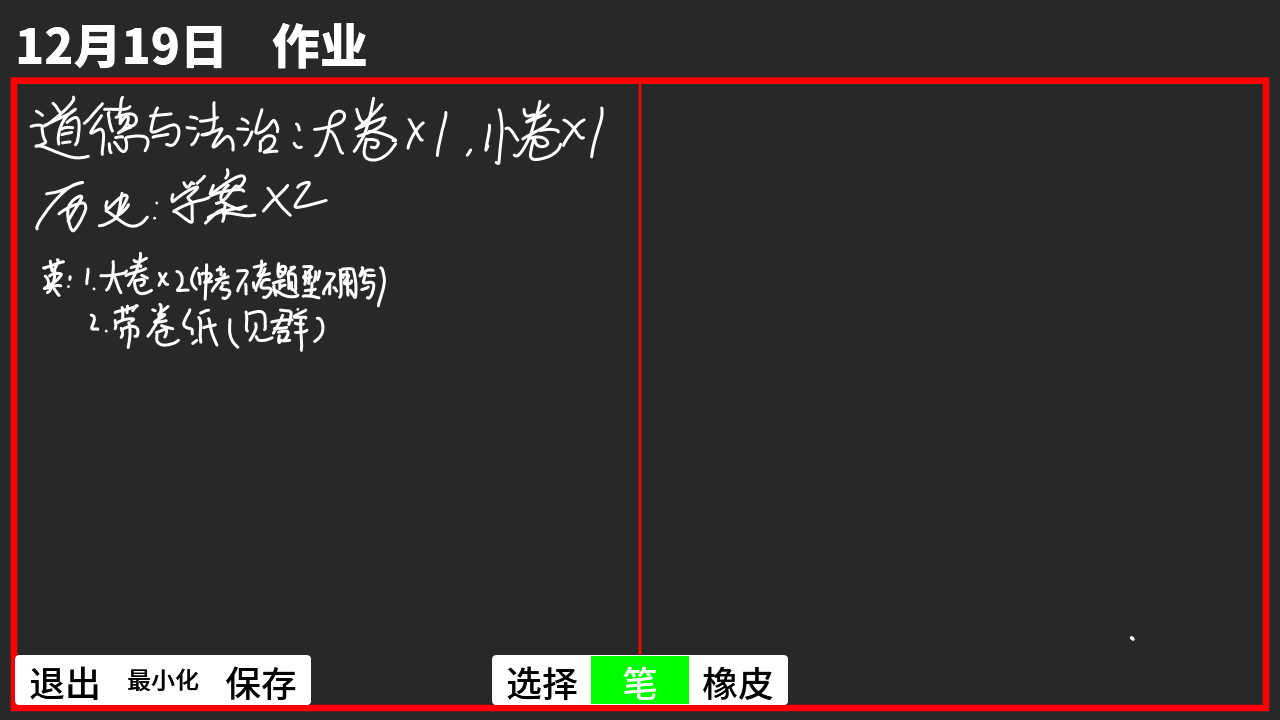 12月19日 作业
道德与法治:大卷×1,小卷×1
历史:学案×2
英:1.大卷×2(中考不考题型不用写)
2.带卷纸(见群)
退出 最小化 保存 选择 笔 橡皮